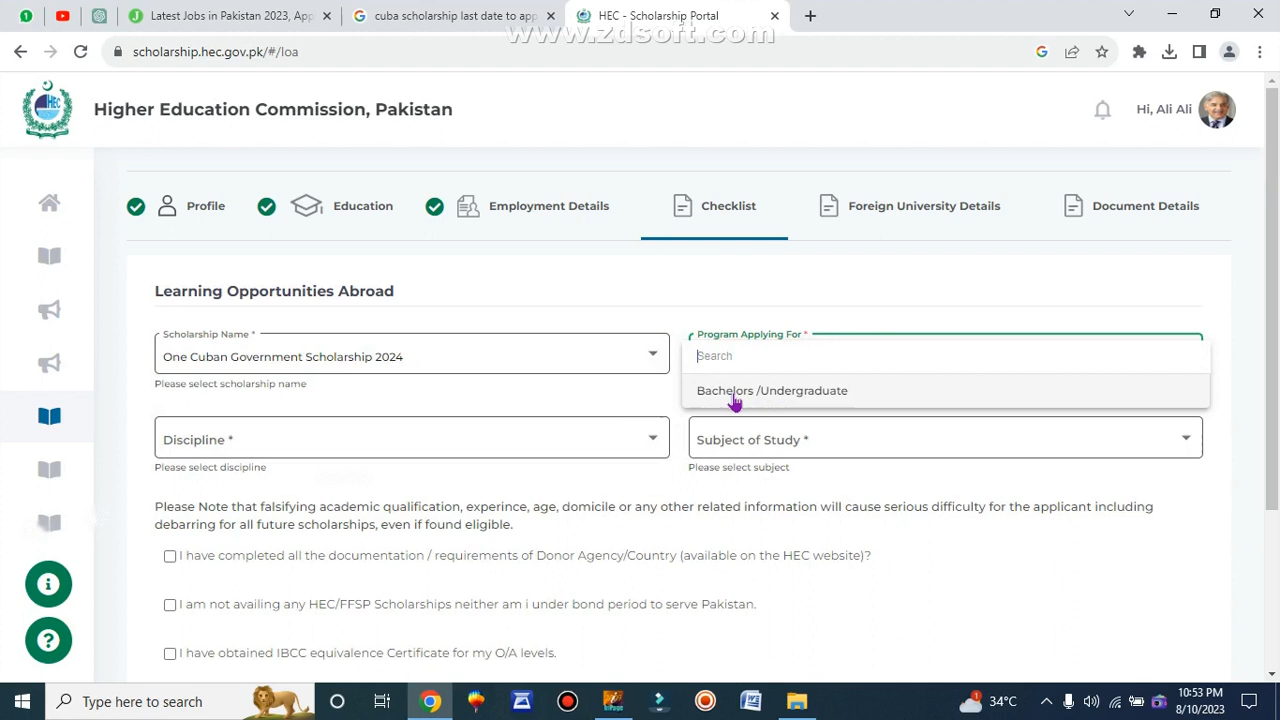 Latest Jobs in Pakistan 2023, App
cuba scholarship last date to app
HEC - Scholarship Portal
www.zdsoft.com
scholarship.hec.gov.pk/#/loa
Higher Education Commission, Pakistan
Hi, Ali Ali
Profile
Education
Employment Details
Checklist
Foreign University Details
Document Details
Learning Opportunities Abroad
Scholarship Name *
Program Applying For *
One Cuban Government Scholarship 2024
Search
Please select scholarship name
Bachelors /Undergraduate
Discipline *
Subject of Study *
Please select discipline
Please select subject
Please Note that falsifying academic qualification, experince, age, domicile or any other related information will cause serious difficulty for the applicant including
debarring for all future scholarships, even if found eligible.
I have completed all the documentation / requirements of Donor Agency/Country (available on the HEC website)?
I am not availing any HEC/FFSP Scholarships neither am i under bond period to serve Pakistan.
I have obtained IBCC equivalence Certificate for my O/A levels.
Type here to search
34°C
10:53 PM
8/10/2023